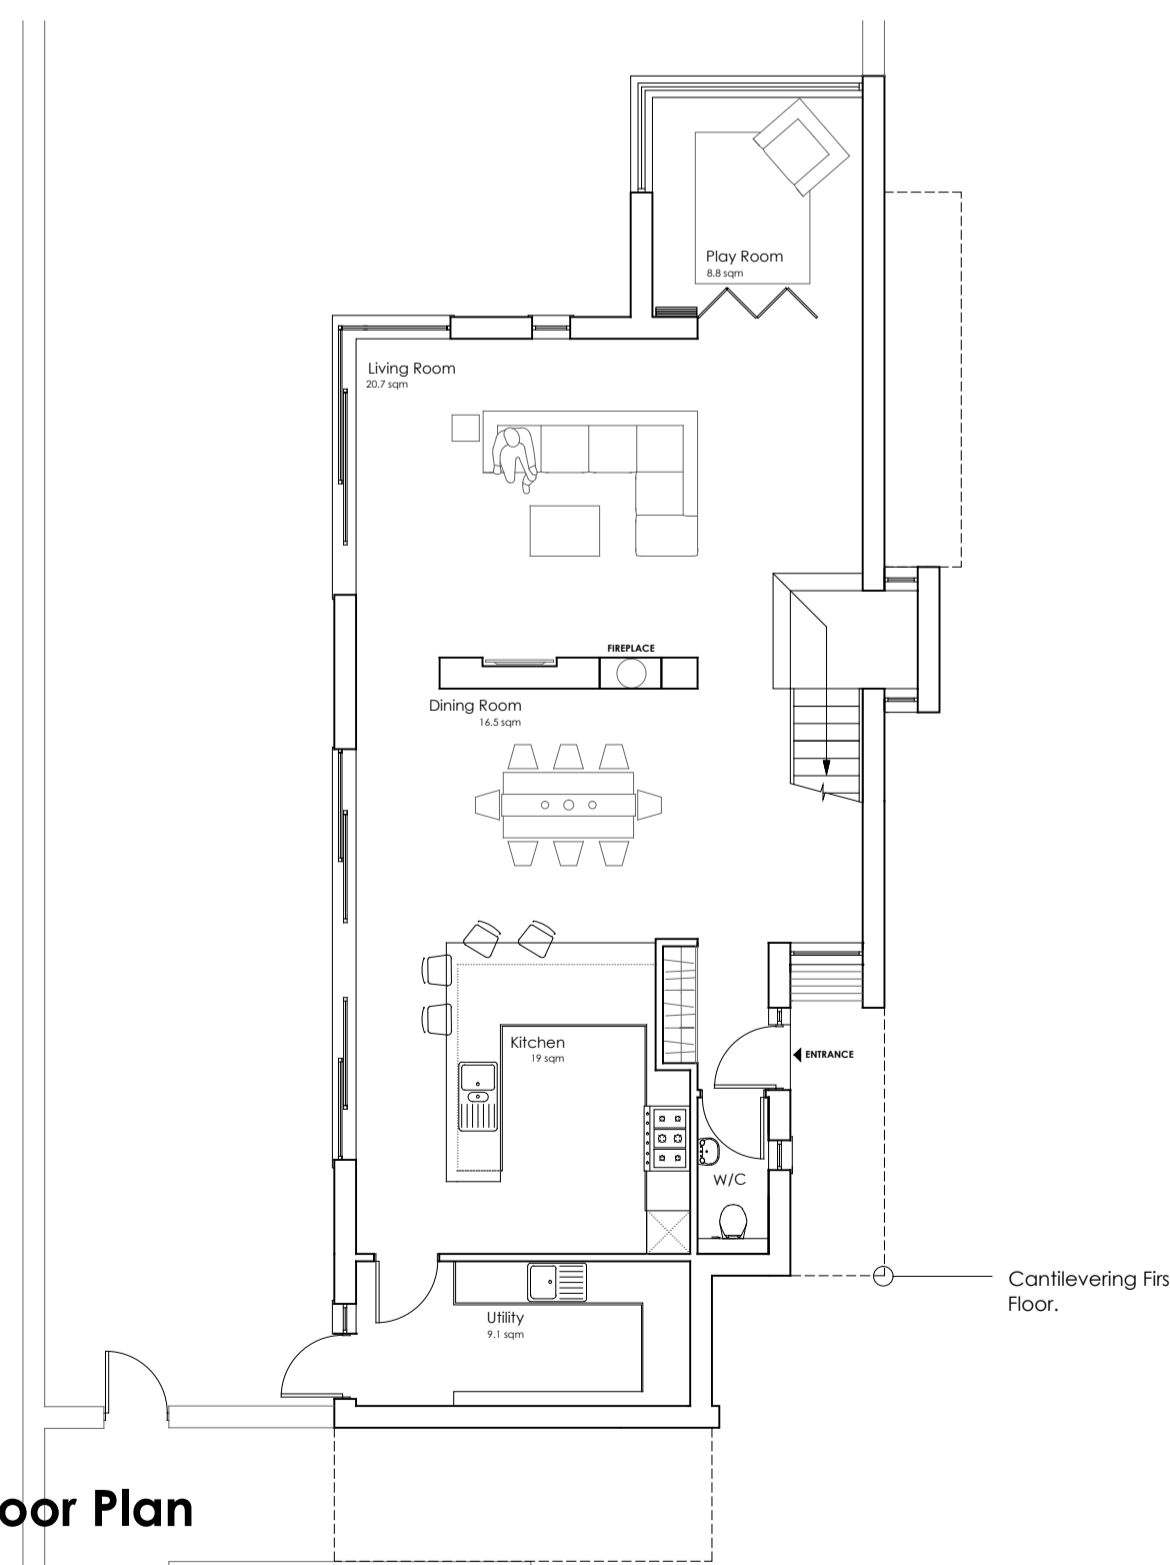 Play Room
8.8 sqm
Living Room
20.7 sqm
FIREPLACE
Dining Room
16.5 sqm
Kitchen
19 sqm
ENTRANCE
W/C
Cantilevering Firs
Floor.
Utility
9.1 sqm
oor Plan